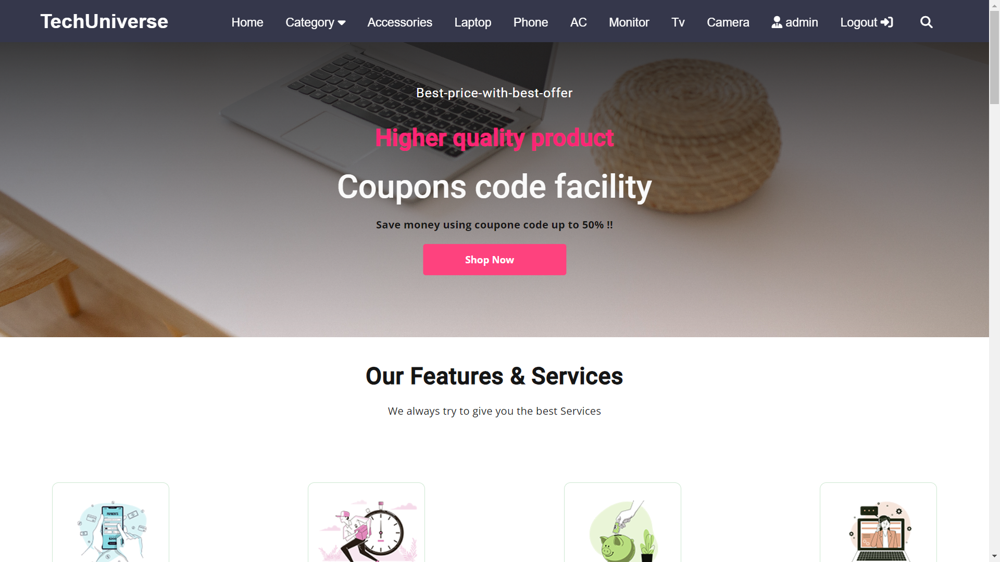 TechUniverse Home Category Accessories Laptop Phone AC Monitor Tv Camera admin Logout
Best-price-with-best-offer
Higher quality product
Coupons code facility
Save money using coupone code up to 50% !!
Shop Now
Our Features & Services
We always try to give you the best Services
PAYMENTS